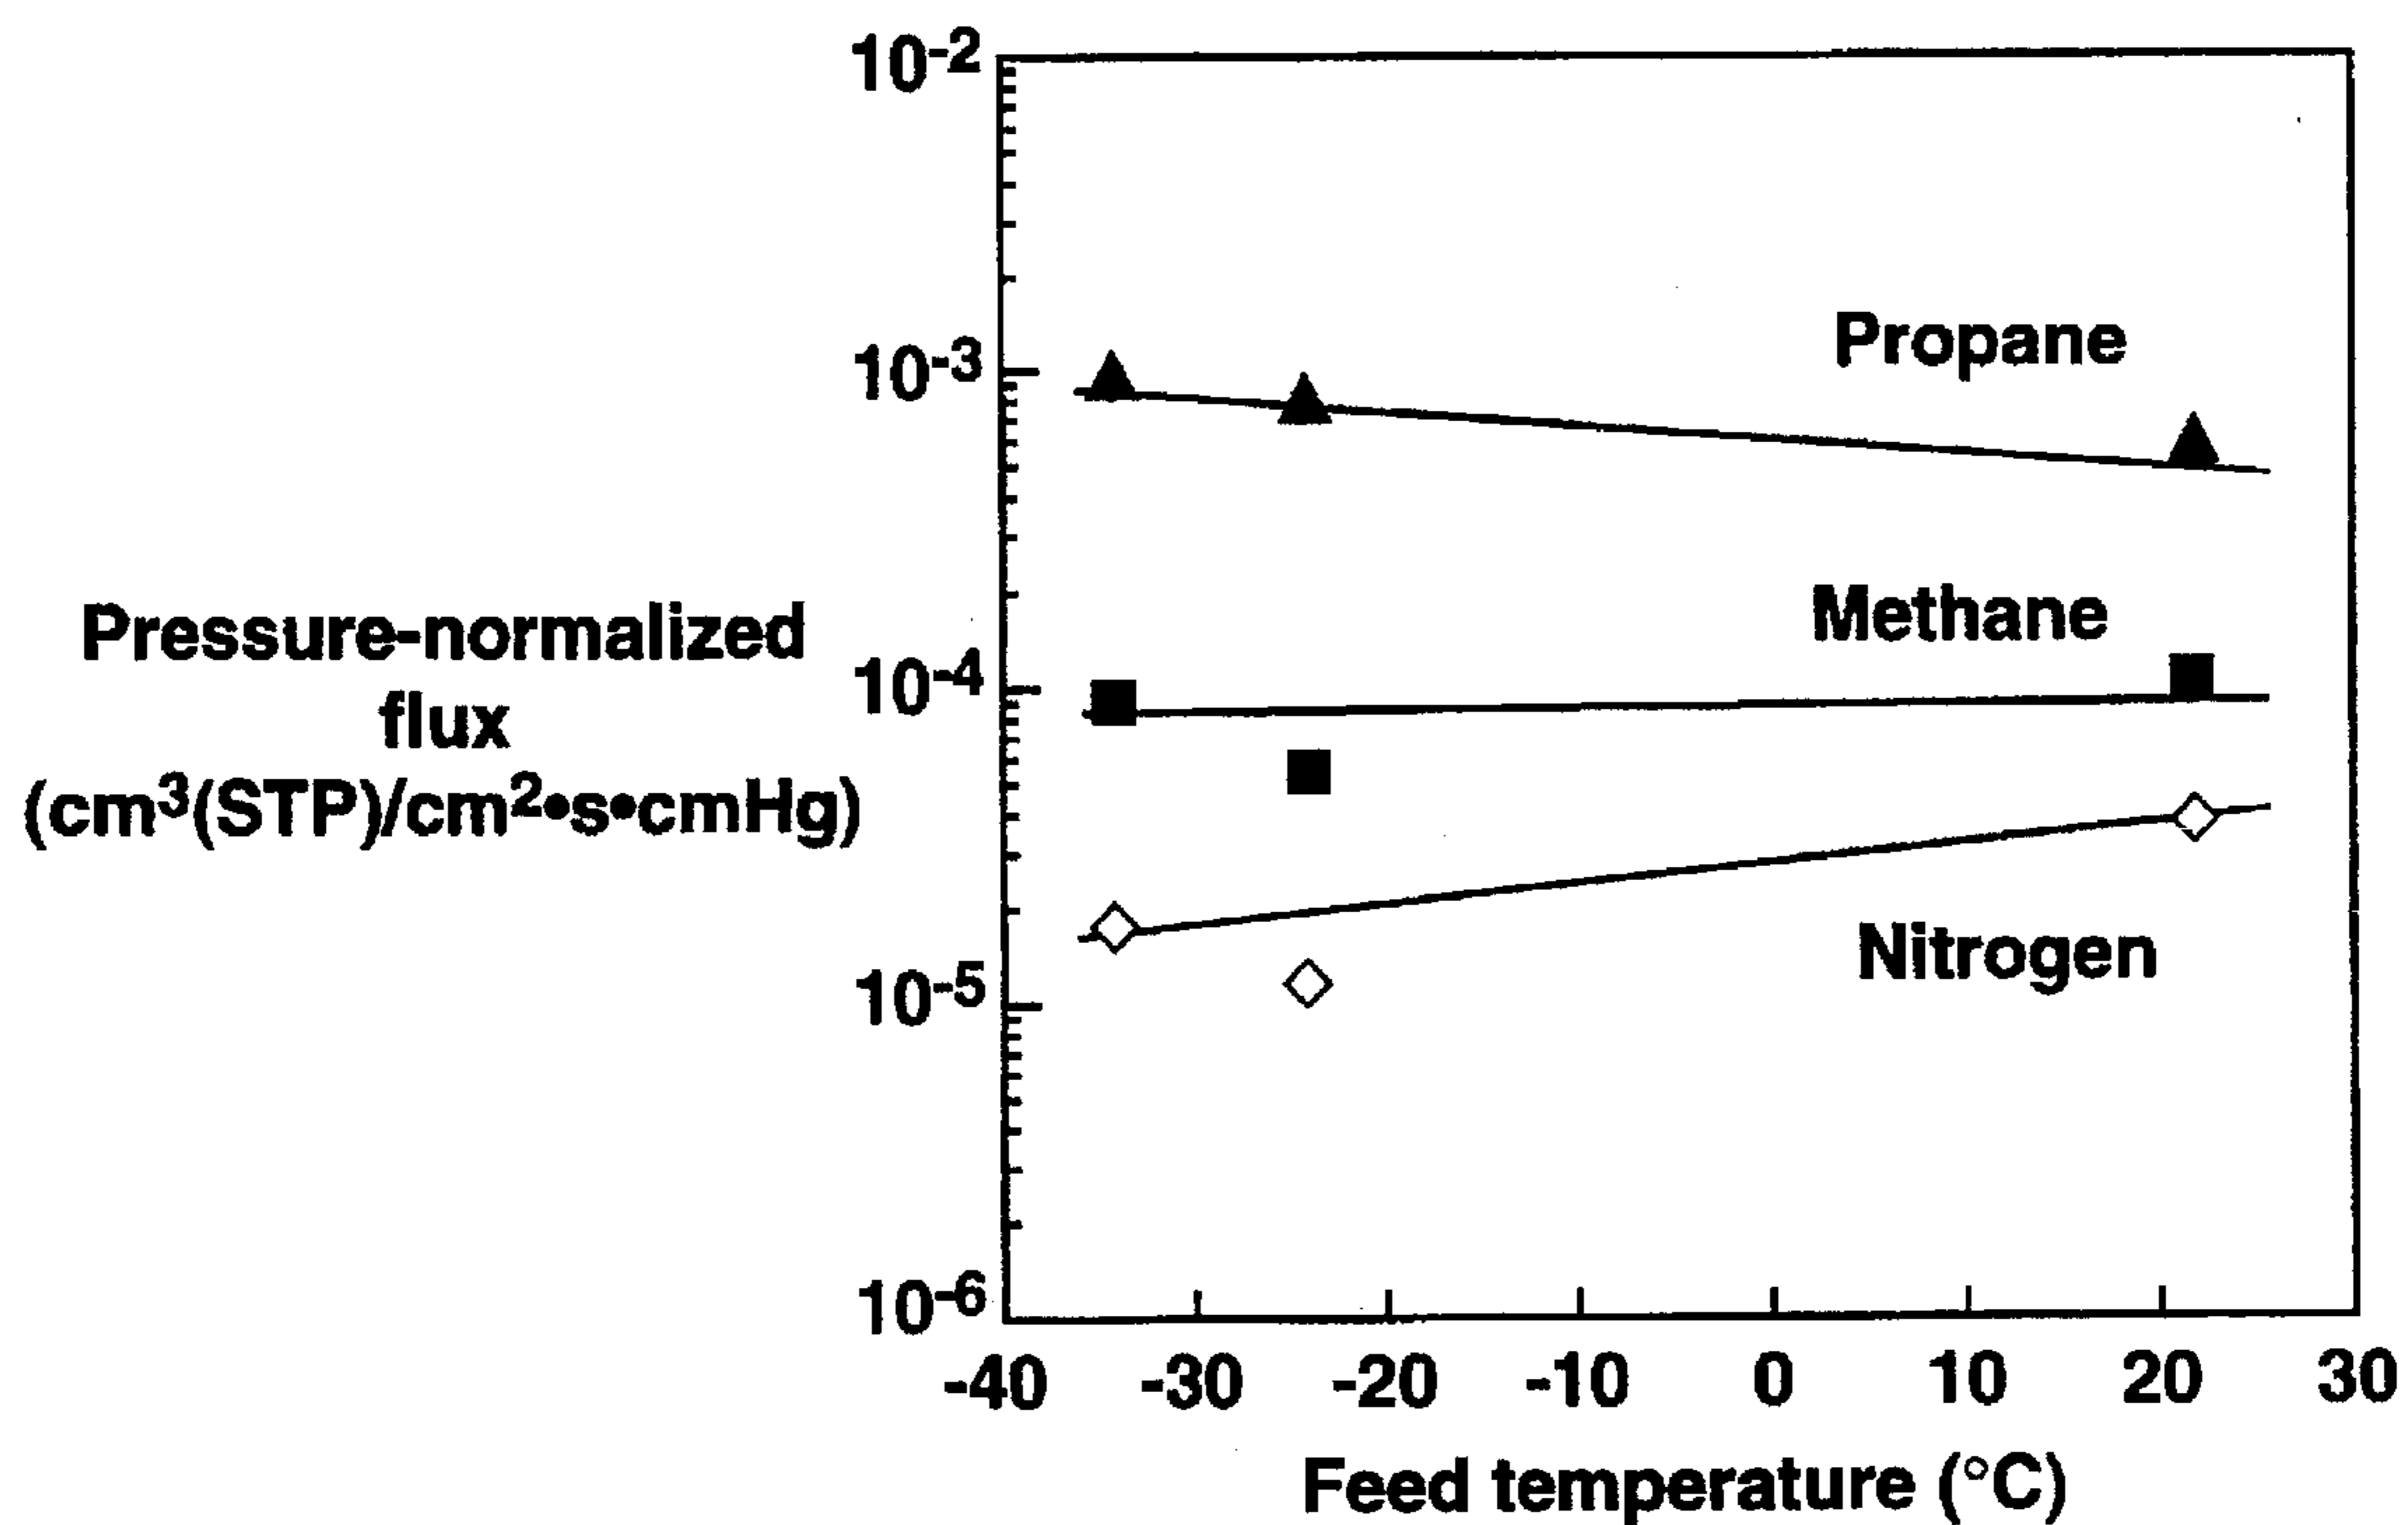 10-2
10-3
10-4
10-5
10-6
Pressure-normalized
flux
(cm3(STP)/cm2•s•cmHg)
Propane
Methane
Nitrogen
-40 -30 -20 -10 0 10 20 30
Feed temperature (°C)